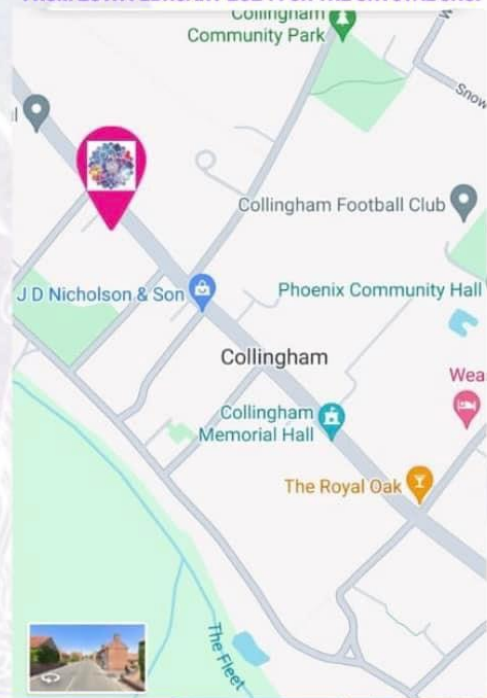 Collingham
Community Park
Snow
Collingham Football Club
J D Nicholson & Son
Phoenix Community Hall
Collingham
Wea
Collingham
Memorial Hall
The Royal Oak
The Fleet